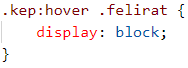 .kep:hover .felirat {
    display: block;
}